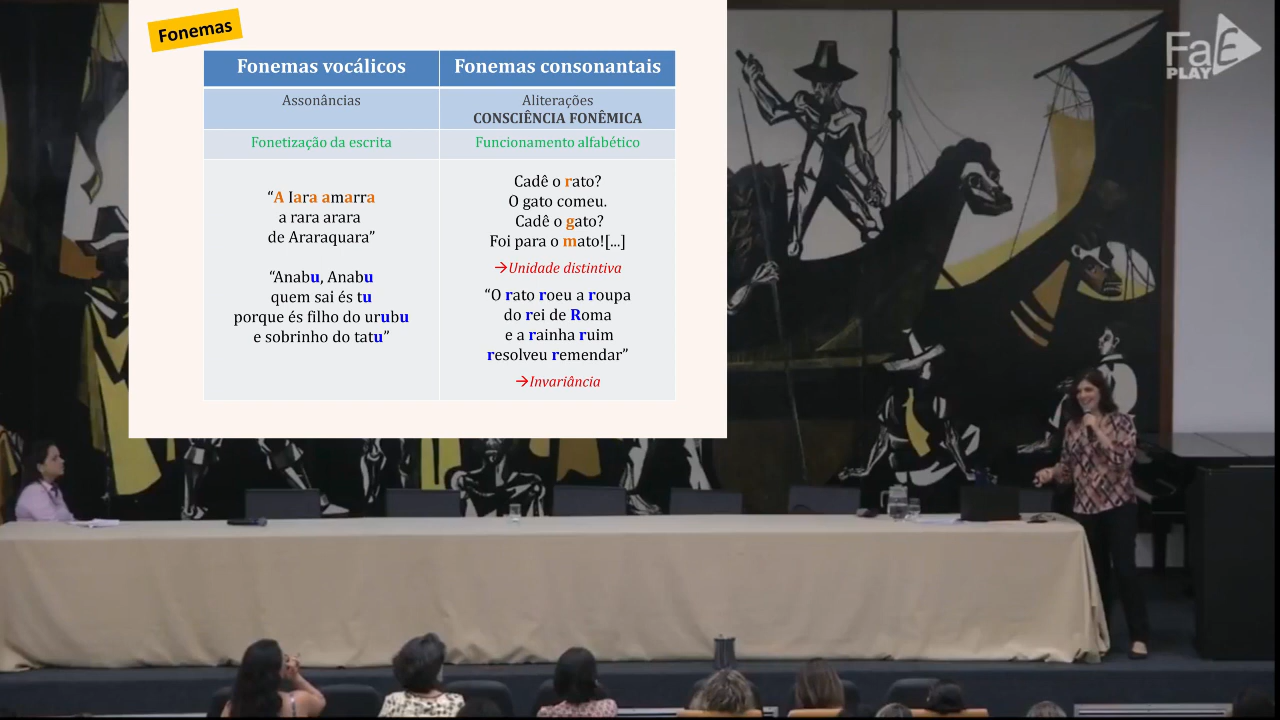 Fonemas
Fonemas vocálicos
Fonemas consonantais
Assonâncias
Aliterações
CONSCIÊNCIA FONÊMICA
Fonetização da escrita
Funcionamento alfabético
“A Iara amarra
a rara arara
de Araraquara”
“Anabu, Anabu
quem sai és tu
porque és filho do urubu
e sobrinho do tatu”
Cadê o rato?
O gato comeu.
Cadê o gato?
Foi para o mato![...]
→Unidade distintiva
“O rato roeu a roupa
do rei de Roma
e a rainha ruim
resolveu remendar”
→Invariância
FaE
PLAY